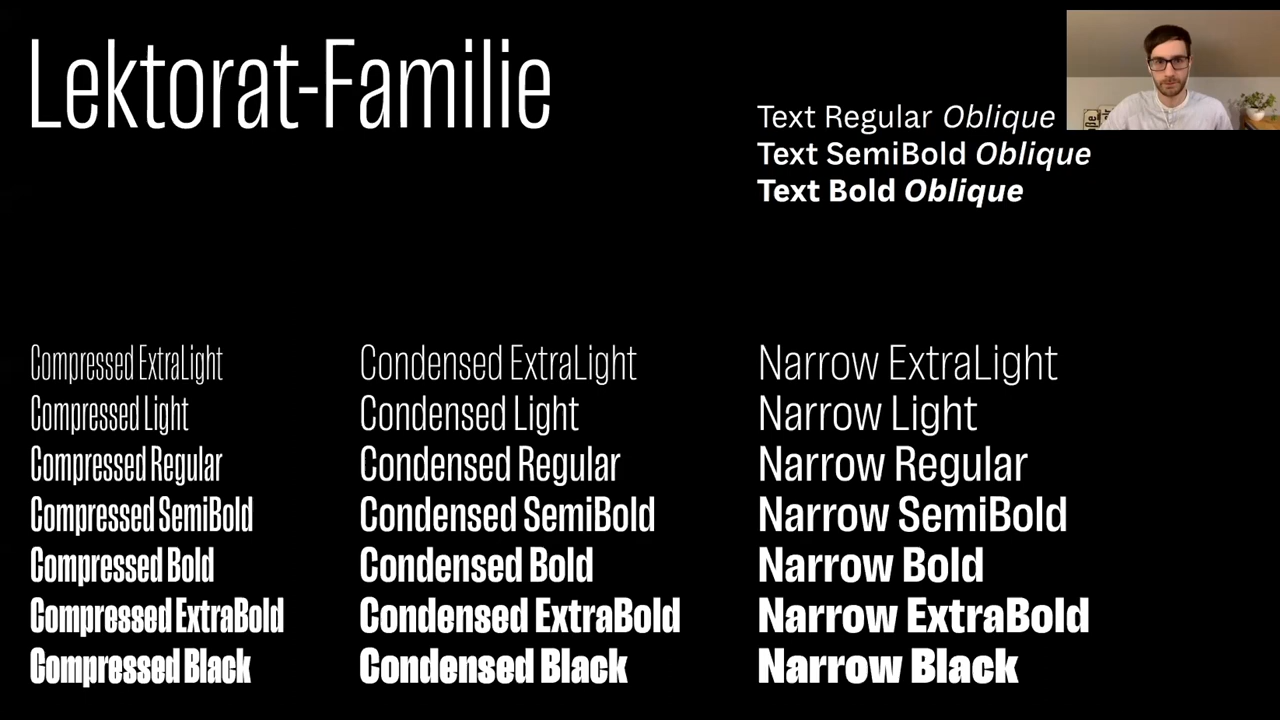 Lektorat-Familie
Text Regular Oblique
Text SemiBold Oblique
Text Bold Oblique
Compressed ExtraLight
Compressed Light
Compressed Regular
Compressed SemiBold
Compressed Bold
Compressed ExtraBold
Compressed Black
Condensed ExtraLight
Condensed Light
Condensed Regular
Condensed SemiBold
Condensed Bold
Condensed ExtraBold
Condensed Black
Narrow ExtraLight
Narrow Light
Narrow Regular
Narrow SemiBold
Narrow Bold
Narrow ExtraBold
Narrow Black